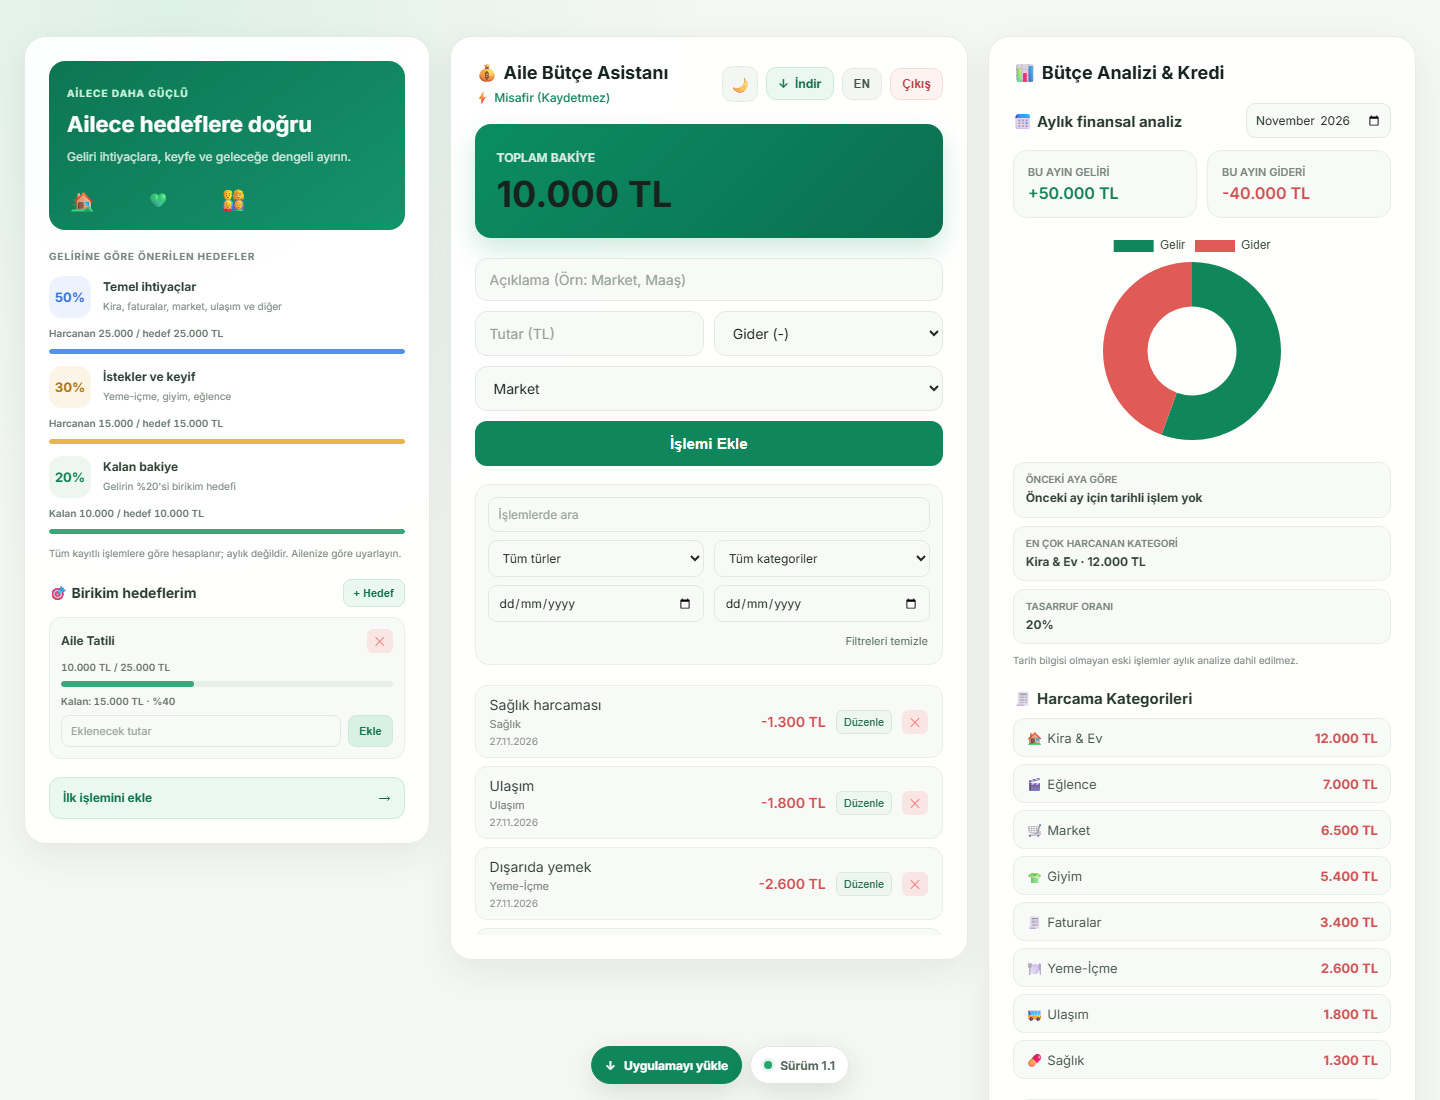 AİLECE DAHA GÜÇLÜ
Ailece hedeflere doğru
Geliri ihtiyaçlara, keyfe ve geleceğe dengeli ayırın.
GELİRİNE GÖRE ÖNERİLEN HEDEFLER
50%
Temel ihtiyaçlar
Kira, faturalar, market, ulaşım ve diğer
Harcanan 25.000 / hedef 25.000 TL
30%
İstekler ve keyif
Yeme-içme, giyim, eğlence
Harcanan 15.000 / hedef 15.000 TL
20%
Kalan bakiye
Gelirin %20'si birikim hedefi
Kalan 10.000 / hedef 10.000 TL
Tüm kayıtlı işlemlere göre hesaplanır; aylık değildir. Ailenize göre uyarlayın.
Birikim hedeflerim
+ Hedef
Aile Tatili
10.000 TL / 25.000 TL
Kalan: 15.000 TL · %40
Eklenecek tutar
Ekle
İlk işlemini ekle →
Aile Bütçe Asistanı
Misafir (Kaydetmez)
↓ İndir
EN
Çıkış
TOPLAM BAKİYE
10.000 TL
Açıklama (Örn: Market, Maaş)
Tutar (TL)
Gider (-)
Market
İşlemi Ekle
İşlemlerde ara
Tüm türler
Tüm kategoriler
dd/mm/yyyy
dd/mm/yyyy
Filtreleri temizle
Sağlık harcaması
Sağlık
27.11.2026
-1.300 TL
Düzenle
Ulaşım
Ulaşım
27.11.2026
-1.800 TL
Düzenle
Dışarıda yemek
Yeme-İçme
27.11.2026
-2.600 TL
Düzenle
↓ Uygulamayı yükle
Sürüm 1.1
Bütçe Analizi & Kredi
Aylık finansal analiz
November 2026
BU AYIN GELİRİ
+50.000 TL
BU AYIN GİDERİ
-40.000 TL
Gelir
Gider
ÖNCEKİ AYA GÖRE
Önceki ay için tarihli işlem yok
EN ÇOK HARCANAN KATEGORİ
Kira & Ev · 12.000 TL
TASARRUF ORANI
20%
Tarih bilgisi olmayan eski işlemler aylık analize dahil edilmez.
Harcama Kategorileri
Kira & Ev 12.000 TL
Eğlence 7.000 TL
Market 6.500 TL
Giyim 5.400 TL
Faturalar 3.400 TL
Yeme-İçme 2.600 TL
Ulaşım 1.800 TL
Sağlık 1.300 TL